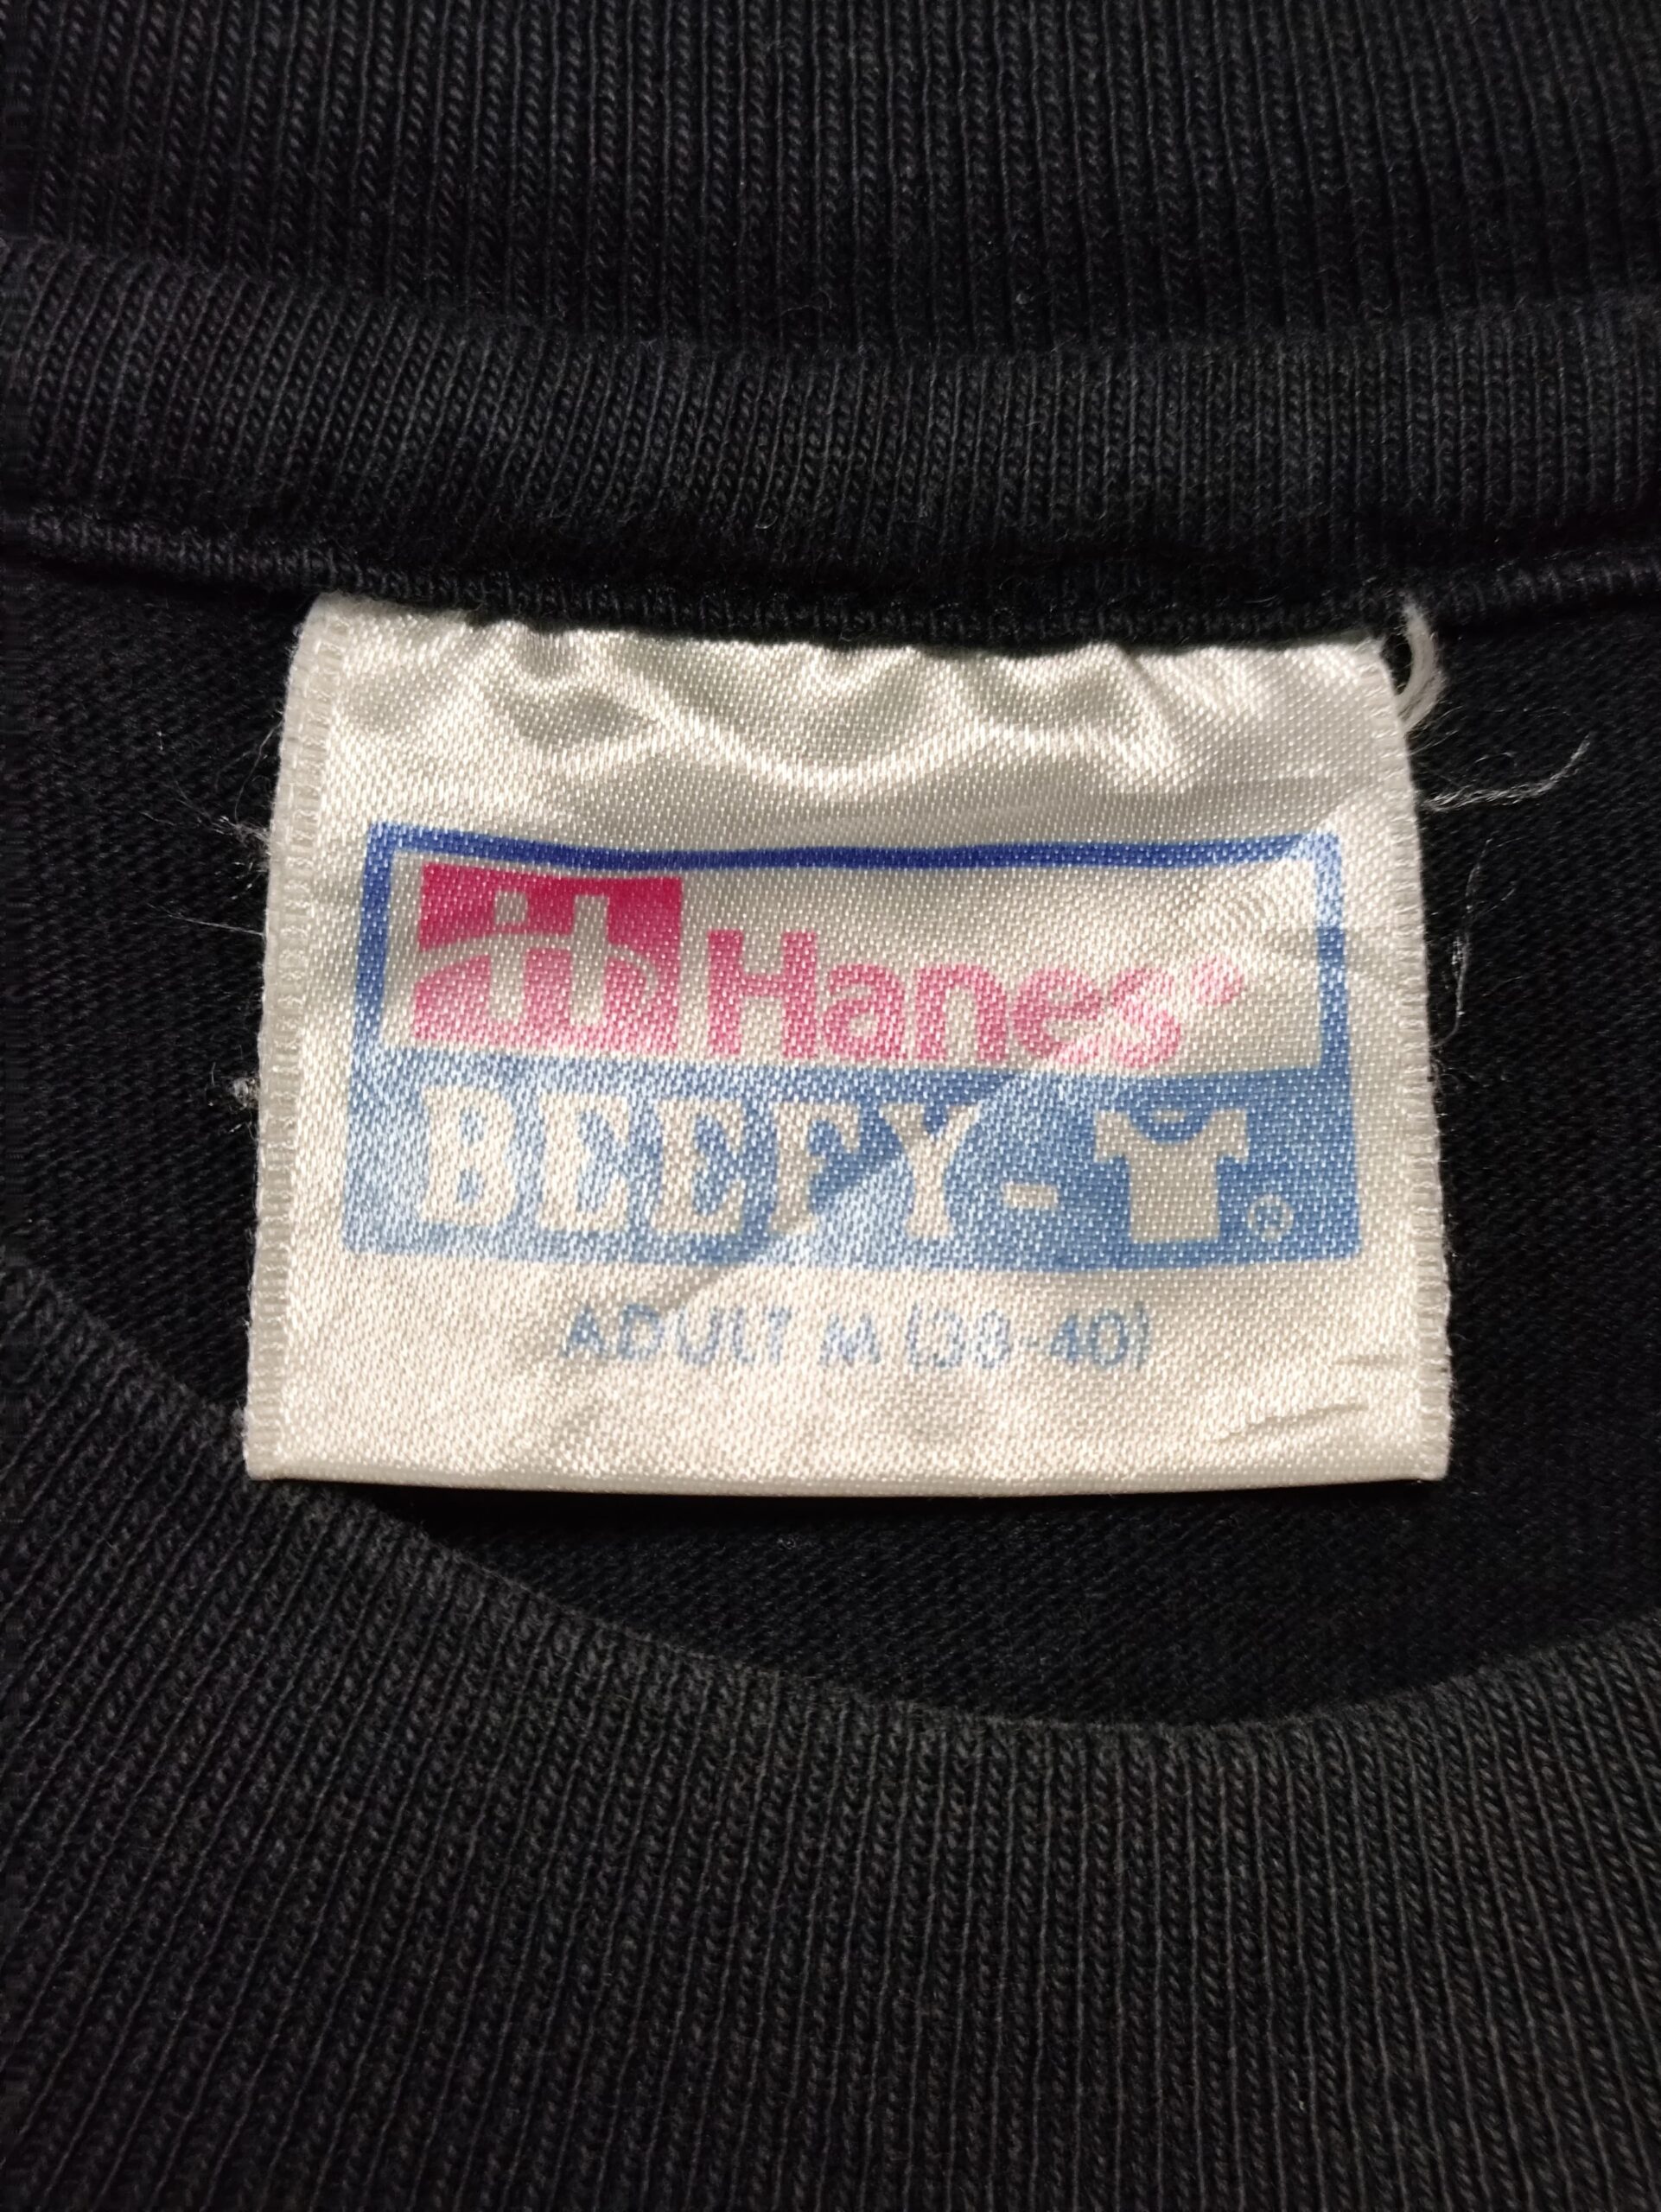 Hanes®
BEEFY-T®
ADULT M (38-40)